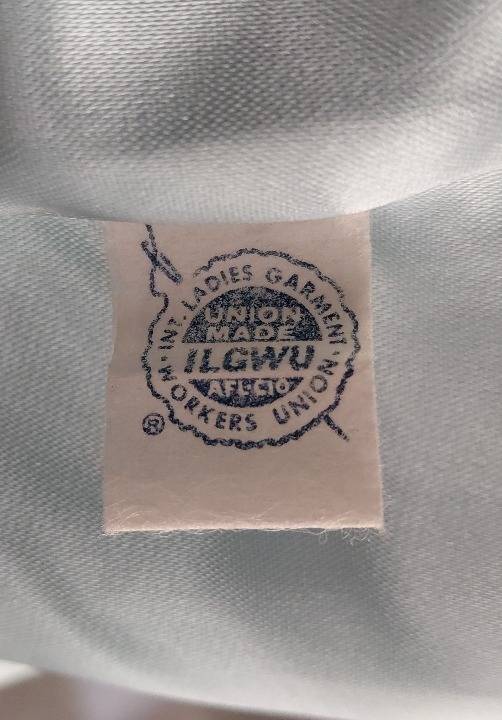 INT. LADIES GARMENT
UNION
MADE
ILGWU
AFL-CIO
WORKERS UNION
®